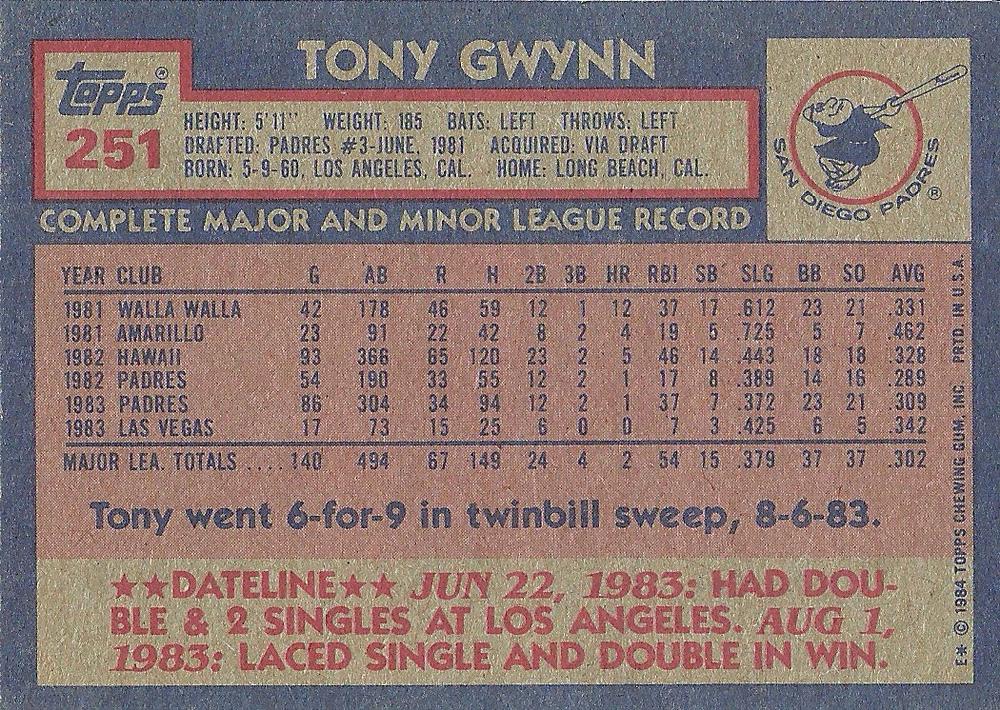 TONY GWYNN
Topps®
251
HEIGHT: 5'11" WEIGHT: 185 BATS: LEFT THROWS: LEFT
DRAFTED: PADRES #3-JUNE, 1981 ACQUIRED: VIA DRAFT
BORN: 5-9-60, LOS ANGELES, CAL. HOME: LONG BEACH, CAL.
SAN DIEGO PADRES®
COMPLETE MAJOR AND MINOR LEAGUE RECORD
YEAR CLUB G AB R H 2B 3B HR RBI SB SLG BB SO AVG
1981 WALLA WALLA 42 178 46 59 12 1 12 37 17 .612 23 21 .331
1981 AMARILLO 23 91 22 42 8 2 4 19 5 .725 5 7 .462
1982 HAWAII 93 366 65 120 23 2 5 46 14 .443 18 18 .328
1982 PADRES 54 190 33 55 12 2 1 17 8 .389 14 16 .289
1983 PADRES 86 304 34 94 12 2 1 37 7 .372 23 21 .309
1983 LAS VEGAS 17 73 15 25 6 0 0 7 3 .425 6 5 .342
MAJOR LEA. TOTALS .... 140 494 67 149 24 4 2 54 15 .379 37 37 .302
Tony went 6-for-9 in twinbill sweep, 8-6-83.
★★DATELINE★★ JUN 22, 1983: HAD DOU-
BLE & 2 SINGLES AT LOS ANGELES. AUG 1,
1983: LACED SINGLE AND DOUBLE IN WIN.
E* © 1984 TOPPS CHEWING GUM, INC. PRTD. IN U.S.A.